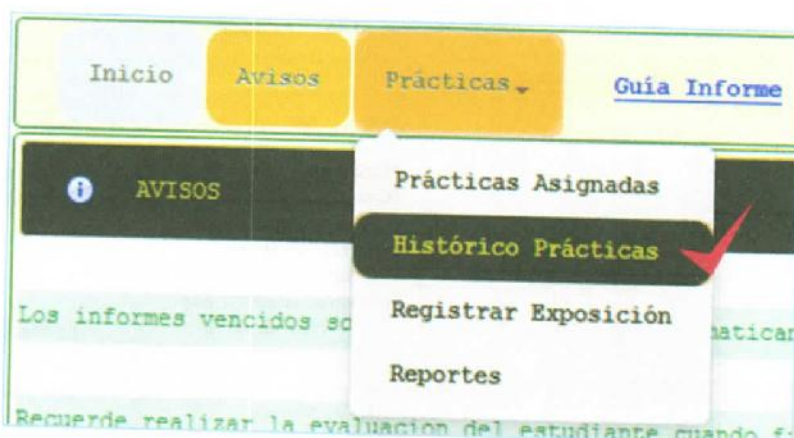 Inicio Avisos Prácticas Guía Informe
AVISOS
Prácticas Asignadas
Histórico Prácticas
Los informes vencidos
Registrar Exposición
Reportes
Recuerde realizar la evaluación del estudiante cuando